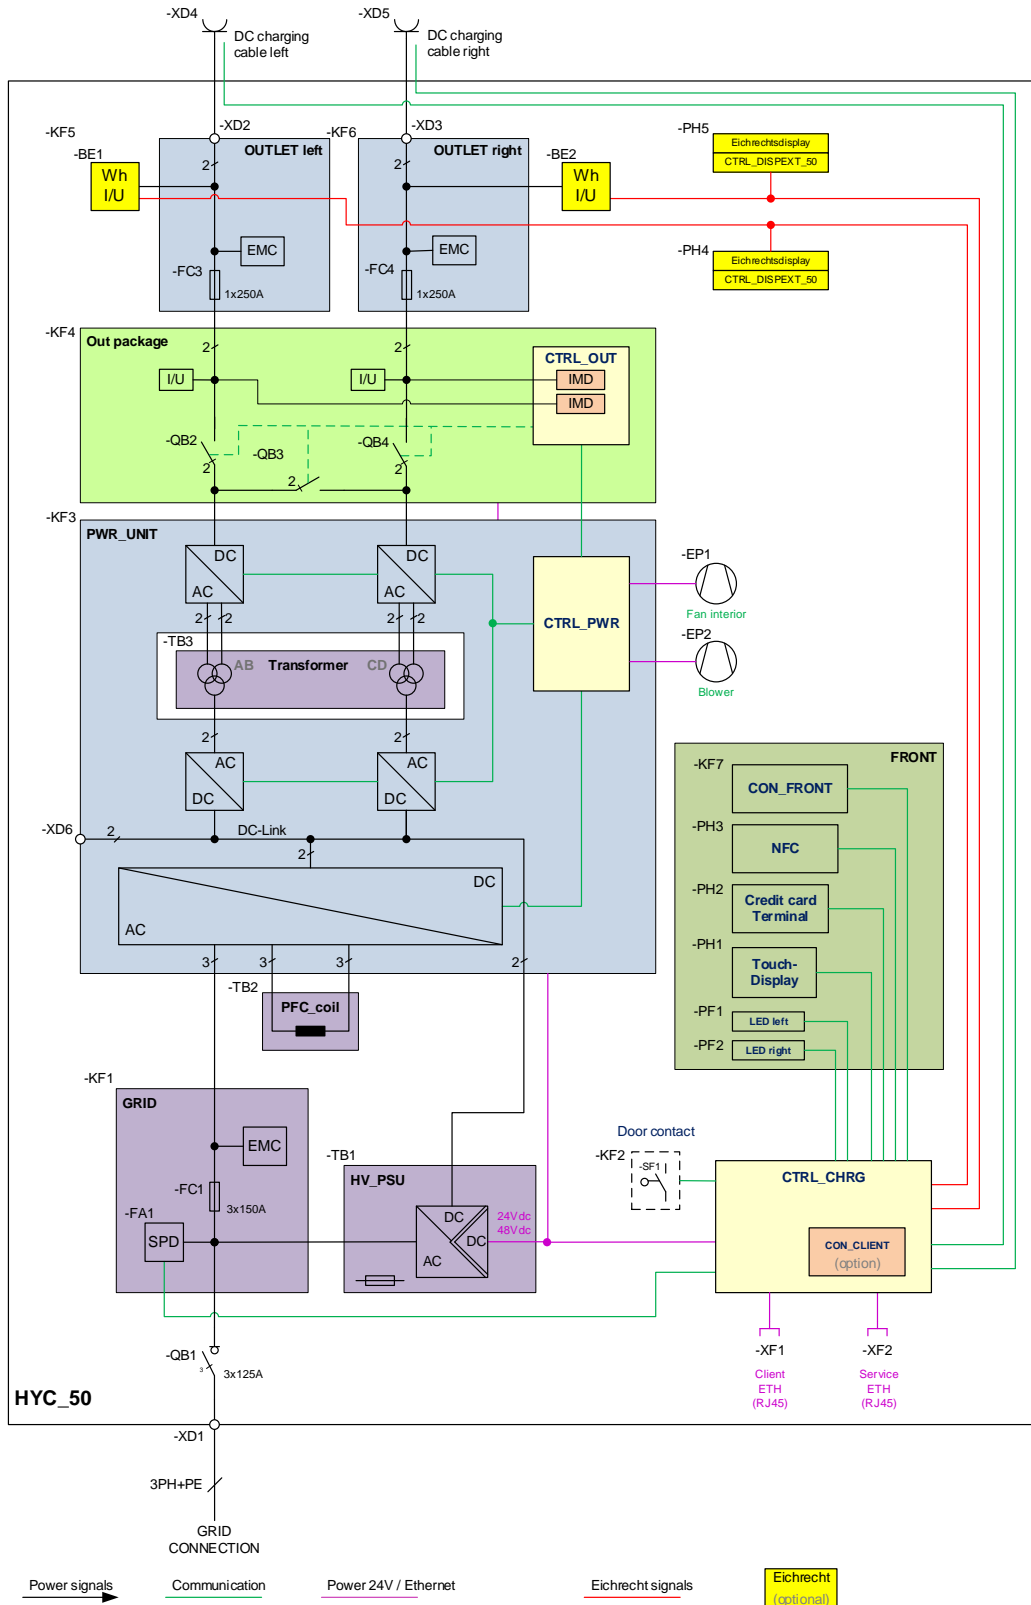 -XD4
DC charging
cable left
-XD5
DC charging
cable right
-KF5
-XD2
-KF6
-XD3
-PH5
-BE1
OUTLET left
OUTLET right
-BE2
Eichrechtsdisplay
CTRL_DISPEXT_50
2
2
Wh
I/U
Wh
I/U
EMC
EMC
-PH4
Eichrechtsdisplay
CTRL_DISPEXT_50
-FC3
1x250A
-FC4
1x250A
-KF4
Out package
2
2
CTRL_OUT
I/U
I/U
IMD
IMD
-QB2
2
-QB3
2
-QB4
2
-KF3
PWR_UNIT
DC
AC
DC
AC
-EP1
Fan interior
2
2
2
2
CTRL_PWR
-EP2
Blower
-TB3
AB
Transformer
CD
2
2
AC
DC
AC
DC
FRONT
-KF7
CON_FRONT
-PH3
NFC
-PH2
Credit card
Terminal
-PH1
Touch-
Display
-PF1
LED left
-PF2
LED right
-XD6
2
DC-Link
2
DC
AC
3
3
3
2
-TB2
PFC_coil
-KF1
GRID
EMC
-FC1
3x150A
-FA1
SPD
-TB1
HV_PSU
DC
DC
AC
24Vdc
48Vdc
Door contact
-KF2
-SF1
CTRL_CHRG
CON_CLIENT
(option)
-QB1
3
3x125A
-XF1
Client
ETH
(RJ45)
-XF2
Service
ETH
(RJ45)
HYC_50
-XD1
3PH+PE
GRID
CONNECTION
Power signals
Communication
Power 24V / Ethernet
Eichrecht signals
Eichrecht
(optional)